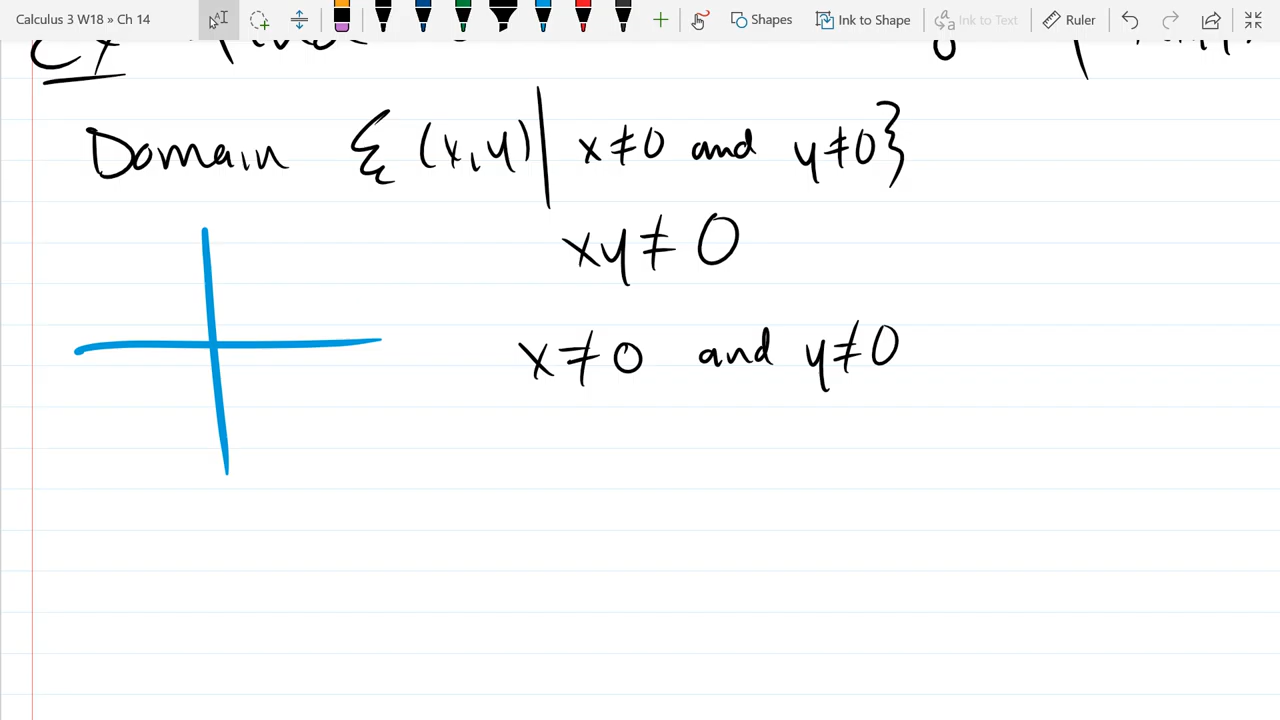 Calculus 3 W18 » Ch 14 Shapes Ink to Shape Ink to Text Ruler
Domain {(x,y)| x≠0 and y≠0}
xy≠0
x≠0 and y≠0